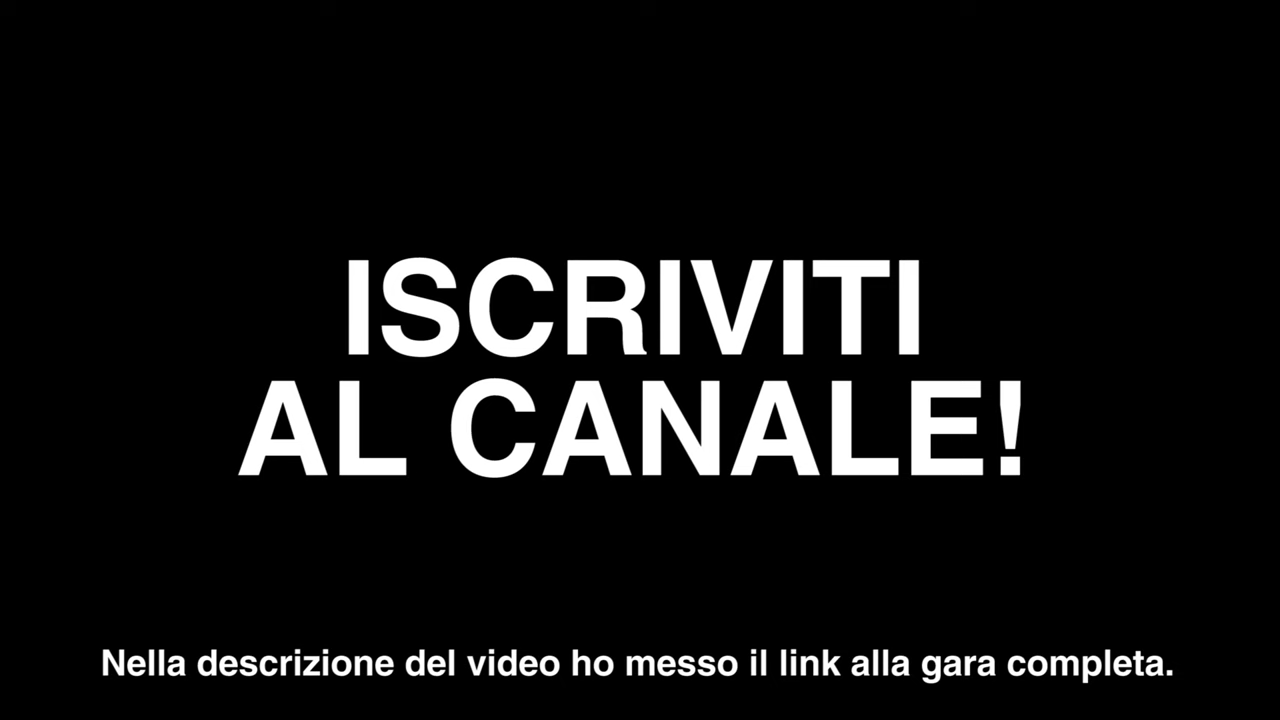 ISCRIVITI
AL CANALE!
Nella descrizione del video ho messo il link alla gara completa.